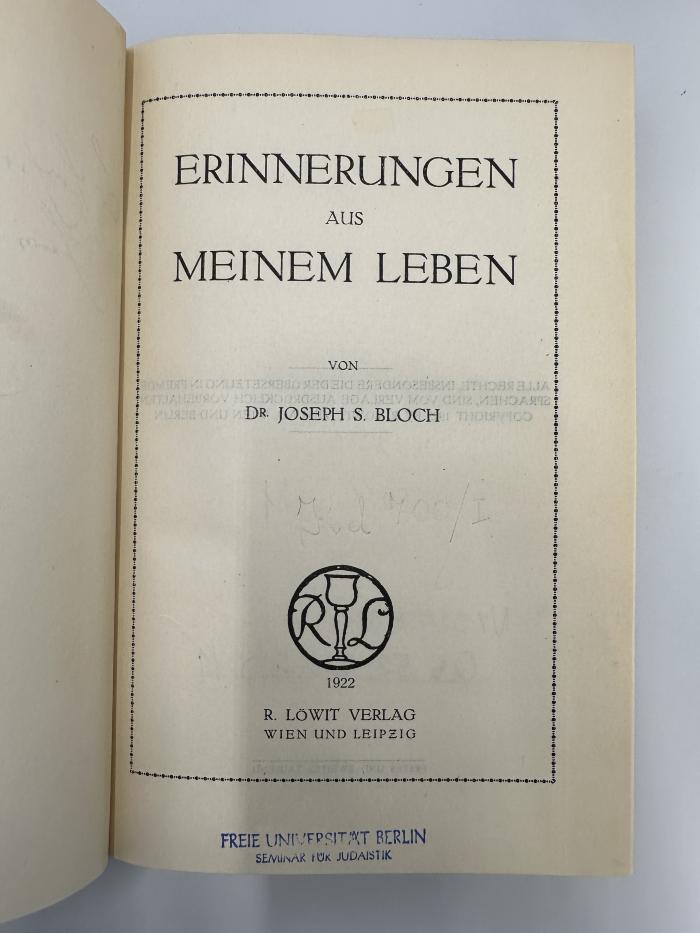 ERINNERUNGEN
AUS
MEINEM LEBEN
VON
DR. JOSEPH S. BLOCH
R L
1922
R. LÖWIT VERLAG
WIEN UND LEIPZIG
FREIE UNIVERSITÄT BERLIN
SEMINAR FÜR JUDAISTIK